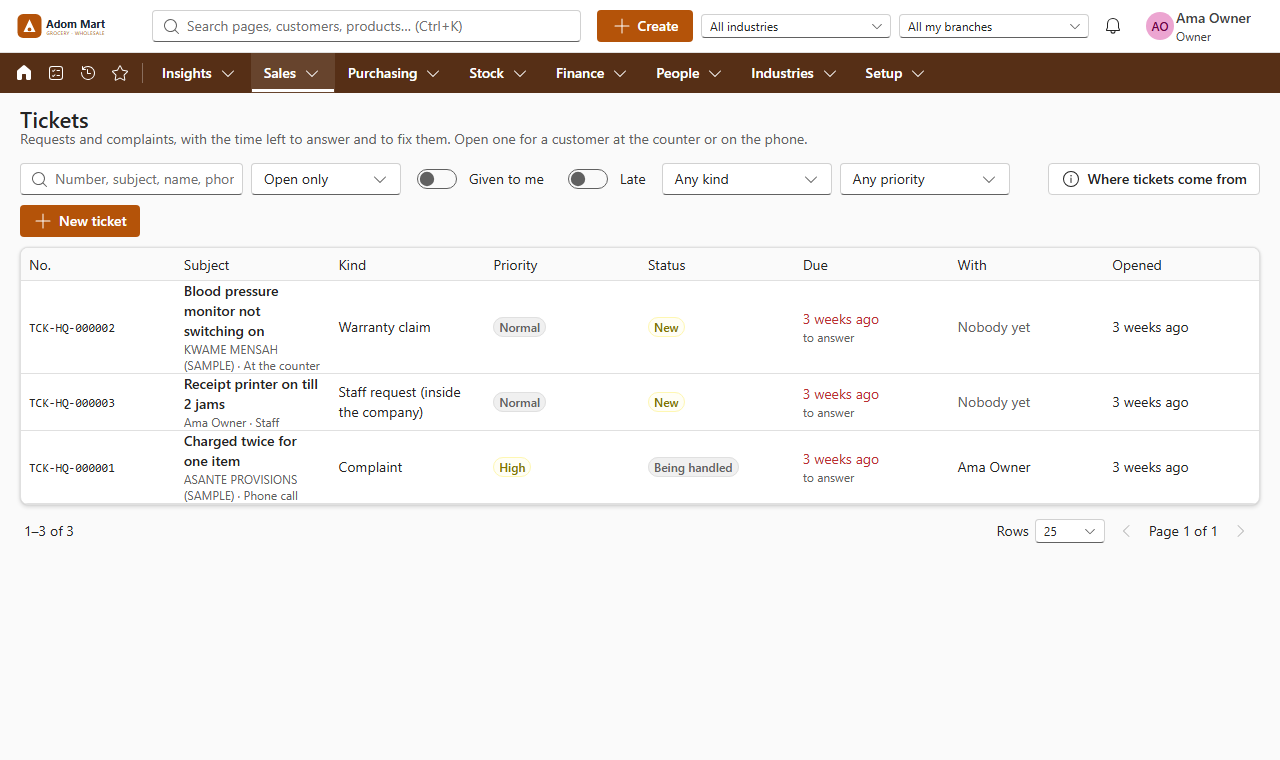 Adom Mart
GROCERY · WHOLESALE
Search pages, customers, products... (Ctrl+K)
Create
All industries
All my branches
AO
Ama Owner
Owner
Insights
Sales
Purchasing
Stock
Finance
People
Industries
Setup
Tickets
Requests and complaints, with the time left to answer and to fix them. Open one for a customer at the counter or on the phone.
Number, subject, name, phor
Open only
Given to me
Late
Any kind
Any priority
Where tickets come from
New ticket
No.
Subject
Kind
Priority
Status
Due
With
Opened
TCK-HQ-000002
Blood pressure
monitor not
switching on
KWAME MENSAH
(SAMPLE) · At the counter
Warranty claim
Normal
New
3 weeks ago
to answer
Nobody yet
3 weeks ago
TCK-HQ-000003
Receipt printer on till
2 jams
Ama Owner · Staff
Staff request (inside
the company)
Normal
New
3 weeks ago
to answer
Nobody yet
3 weeks ago
TCK-HQ-000001
Charged twice for
one item
ASANTE PROVISIONS
(SAMPLE) · Phone call
Complaint
High
Being handled
3 weeks ago
to answer
Ama Owner
3 weeks ago
1–3 of 3
Rows
25
Page 1 of 1